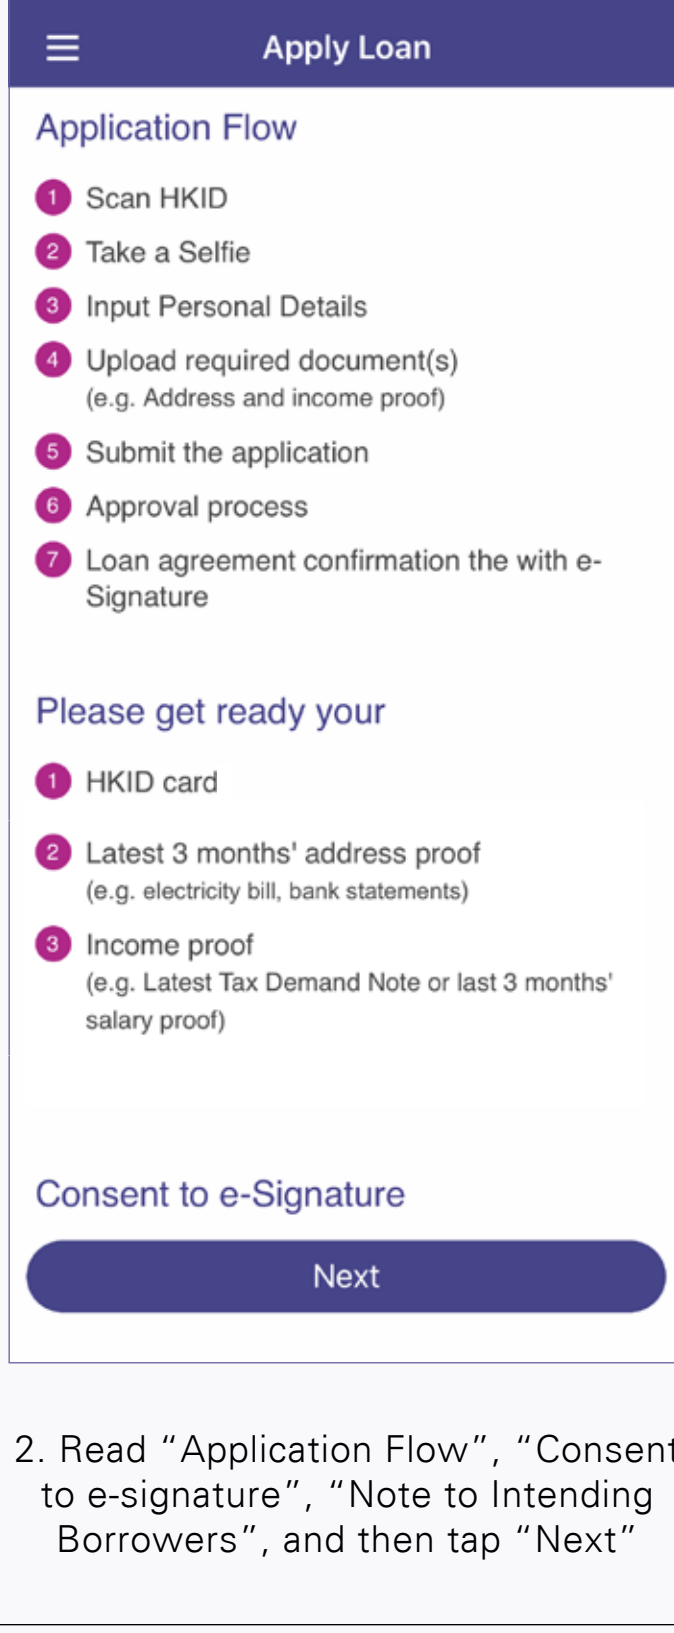 Apply Loan
Application Flow
1 Scan HKID
2 Take a Selfie
3 Input Personal Details
4 Upload required document(s)
(e.g. Address and income proof)
5 Submit the application
6 Approval process
7 Loan agreement confirmation the with e-
Signature
Please get ready your
1 HKID card
2 Latest 3 months' address proof
(e.g. electricity bill, bank statements)
3 Income proof
(e.g. Latest Tax Demand Note or last 3 months'
salary proof)
Consent to e-Signature
Next
2. Read “Application Flow”, “Consent
to e-signature”, “Note to Intending
Borrowers”, and then tap “Next”